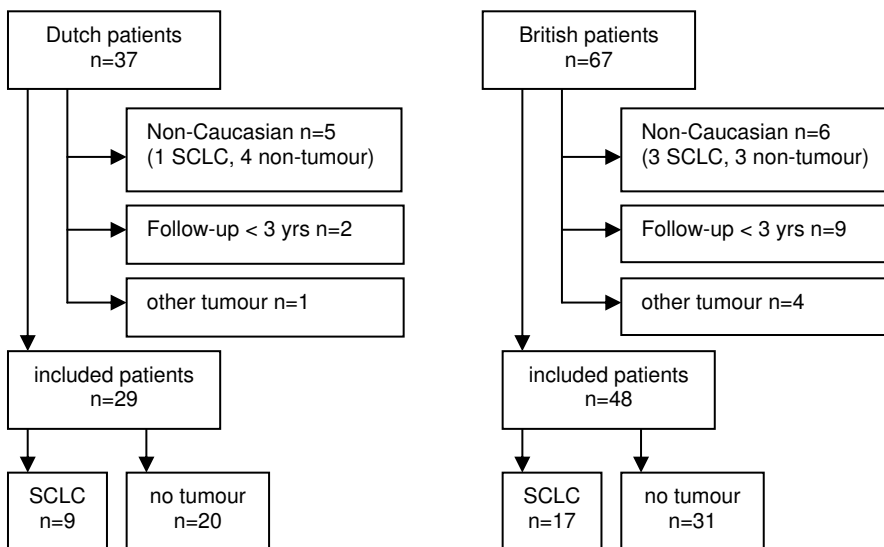 Dutch patients
n=37
Non-Caucasian n=5
(1 SCLC, 4 non-tumour)
Follow-up < 3 yrs n=2
other tumour n=1
included patients
n=29
SCLC
n=9
no tumour
n=20
British patients
n=67
Non-Caucasian n=6
(3 SCLC, 3 non-tumour)
Follow-up < 3 yrs n=9
other tumour n=4
included patients
n=48
SCLC
n=17
no tumour
n=31